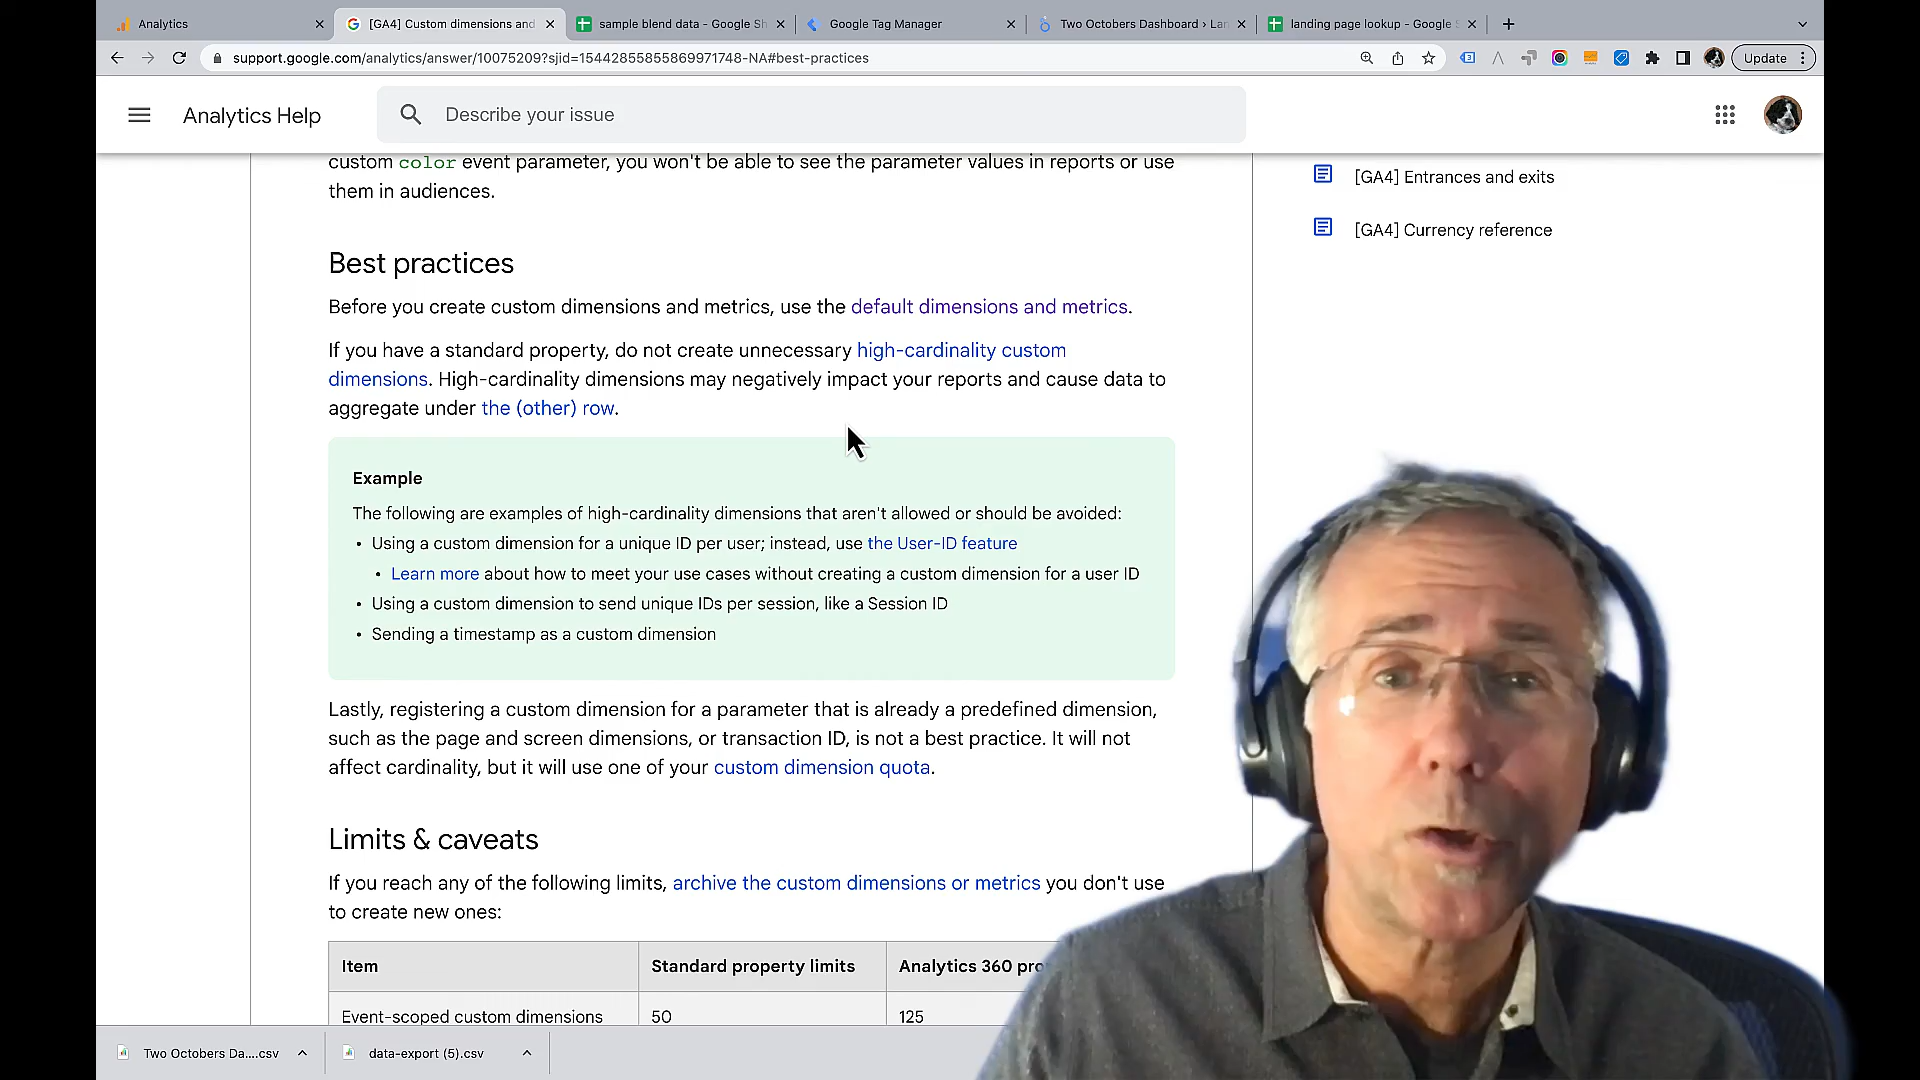 Analytics
[GA4] Custom dimensions and
sample blend data - Google Sh
Google Tag Manager
Two Octobers Dashboard › Lan
landing page lookup - Google S
support.google.com/analytics/answer/10075209?sjid=15442855855869971748-NA#best-practices
Update
Analytics Help
Describe your issue
custom color event parameter, you won't be able to see the parameter values in reports or use
them in audiences.
[GA4] Entrances and exits
[GA4] Currency reference
Best practices
Before you create custom dimensions and metrics, use the default dimensions and metrics.
If you have a standard property, do not create unnecessary high-cardinality custom
dimensions. High-cardinality dimensions may negatively impact your reports and cause data to
aggregate under the (other) row.
Example
The following are examples of high-cardinality dimensions that aren't allowed or should be avoided:
• Using a custom dimension for a unique ID per user; instead, use the User-ID feature
• Learn more about how to meet your use cases without creating a custom dimension for a user ID
• Using a custom dimension to send unique IDs per session, like a Session ID
• Sending a timestamp as a custom dimension
Lastly, registering a custom dimension for a parameter that is already a predefined dimension,
such as the page and screen dimensions, or transaction ID, is not a best practice. It will not
affect cardinality, but it will use one of your custom dimension quota.
Limits & caveats
If you reach any of the following limits, archive the custom dimensions or metrics you don't use
to create new ones:
Item Standard property limits Analytics 360 pro
Event-scoped custom dimensions 50 125
Two Octobers Da....csv
data-export (5).csv